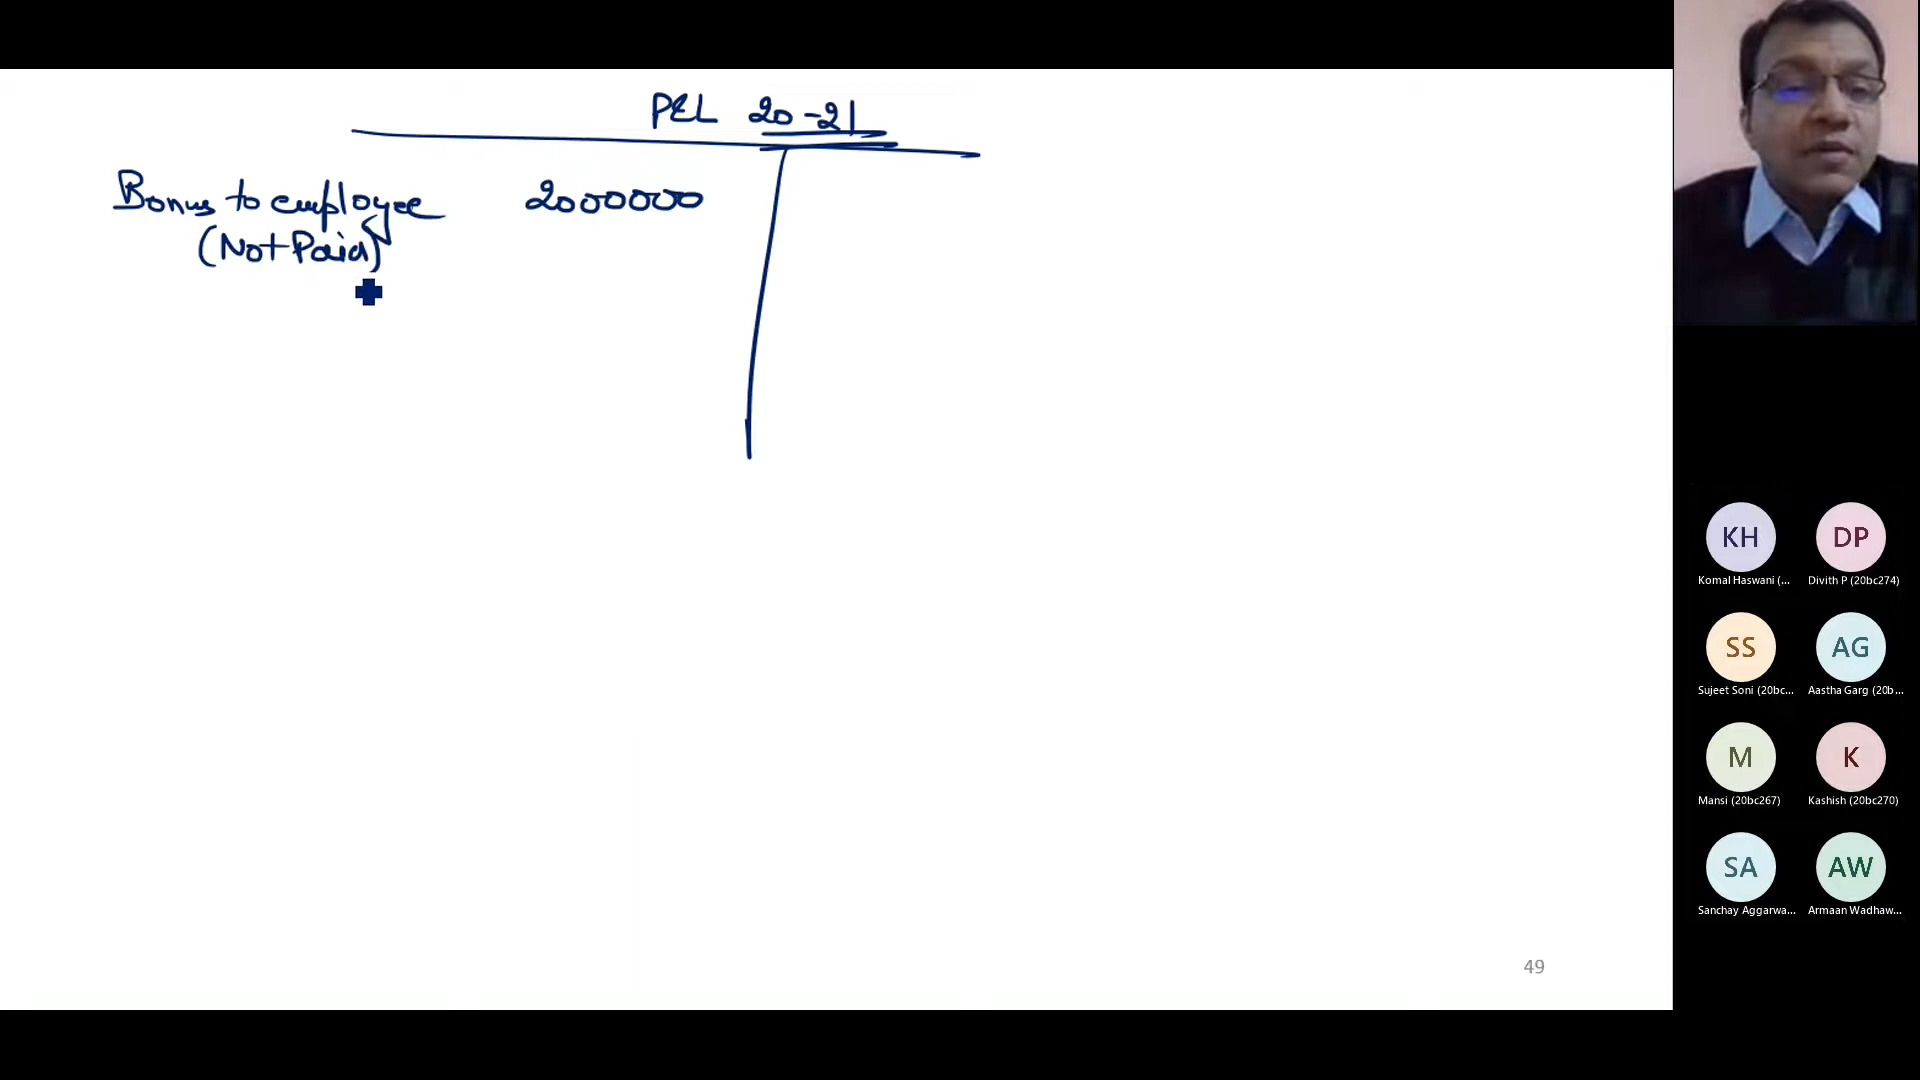 P&L 20-21
Bonus to employee 2000000
(Not Paid)
KH
DP
Komal Haswani (...
Divith P (20bc274)
SS
AG
Sujeet Soni (20bc...
Aastha Garg (20b...
M
K
Mansi (20bc267)
Kashish (20bc270)
SA
AW
Sanchay Aggarwa...
Armaan Wadhaw...
49